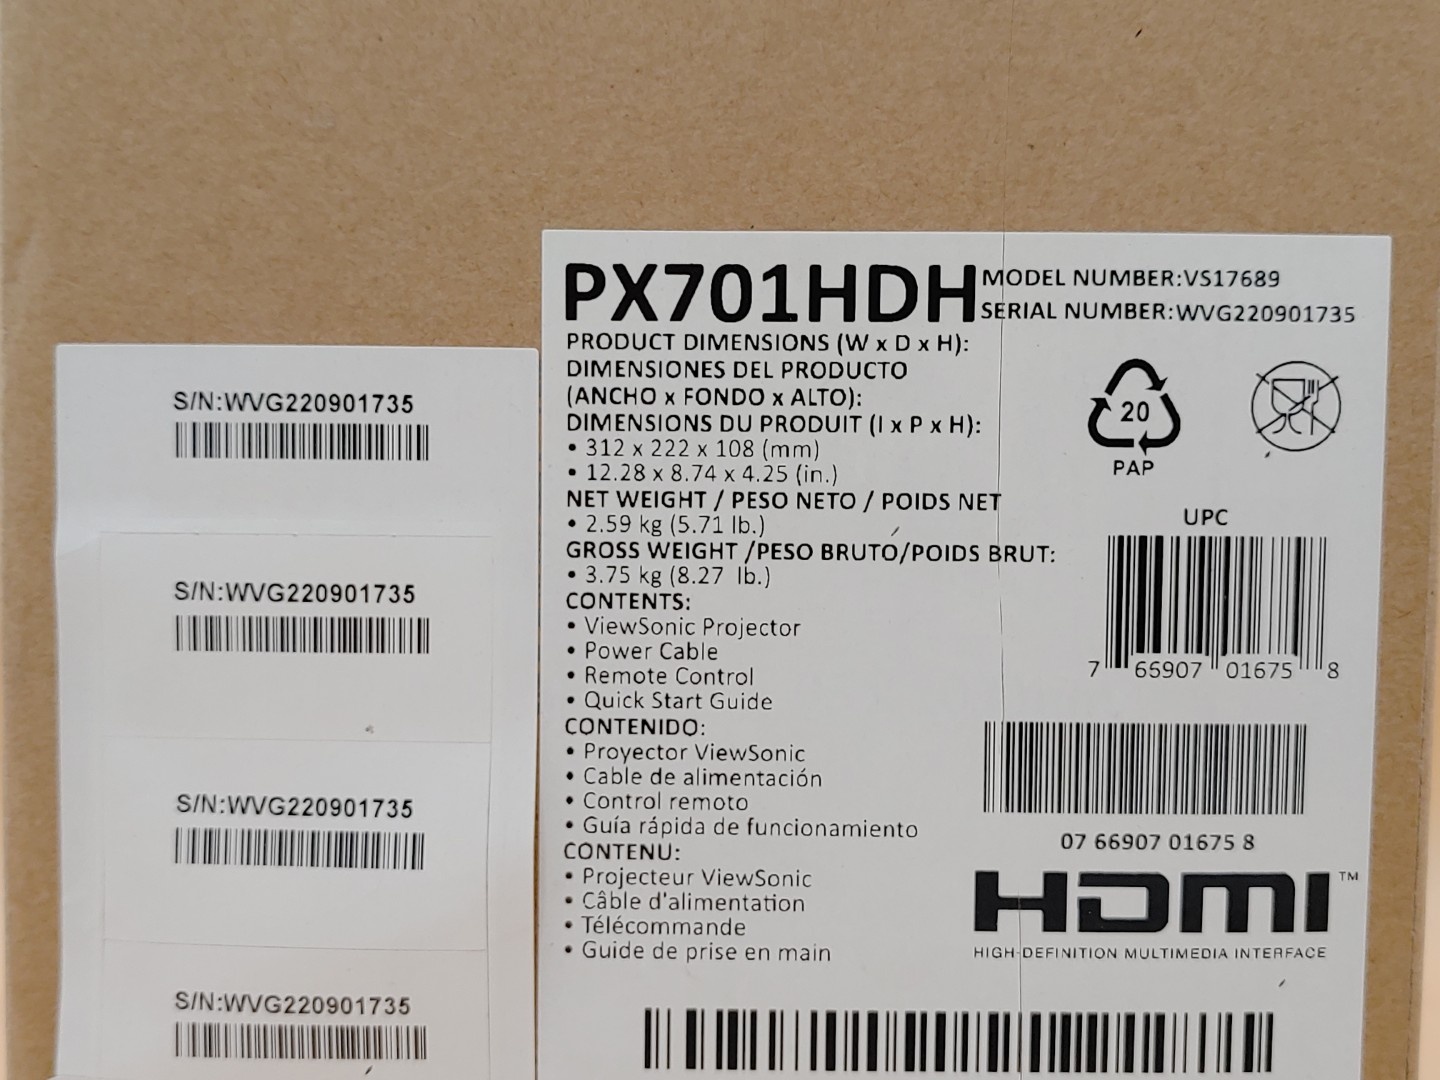 PX701HDH
MODEL NUMBER:VS17689
SERIAL NUMBER:WVG220901735
PRODUCT DIMENSIONS (W x D x H):
DIMENSIONES DEL PRODUCTO
(ANCHO x FONDO x ALTO):
DIMENSIONS DU PRODUIT (l x P x H):
• 312 x 222 x 108 (mm)
• 12.28 x 8.74 x 4.25 (in.)
NET WEIGHT / PESO NETO / POIDS NET
• 2.59 kg (5.71 lb.)
GROSS WEIGHT /PESO BRUTO/POIDS BRUT:
• 3.75 kg (8.27 lb.)
CONTENTS:
• ViewSonic Projector
• Power Cable
• Remote Control
• Quick Start Guide
CONTENIDO:
• Proyector ViewSonic
• Cable de alimentación
• Control remoto
• Guía rápida de funcionamiento
CONTENU:
• Projecteur ViewSonic
• Câble d'alimentation
• Télécommande
• Guide de prise en main
20
PAP
UPC
7 66907 01675 8
07 66907 01675 8
HDMI™
HIGH-DEFINITION MULTIMEDIA INTERFACE
S/N:WVG220901735
S/N:WVG220901735
S/N:WVG220901735
S/N:WVG220901735